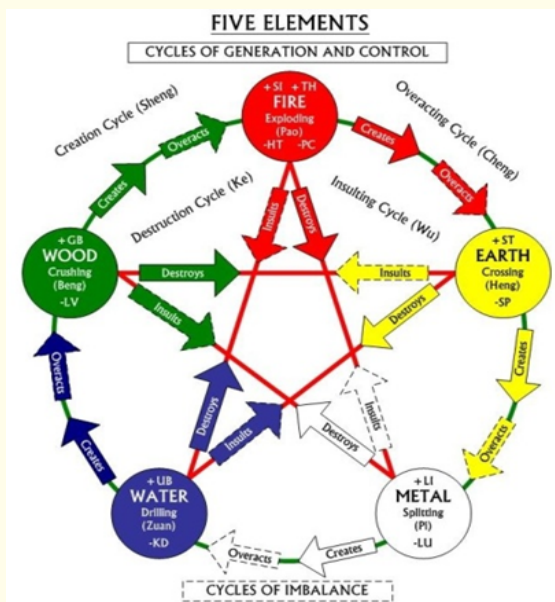 FIVE ELEMENTS
CYCLES OF GENERATION AND CONTROL
Creation Cycle (Sheng)
Overacting Cycle (Cheng)
Destruction Cycle (Ke)
Insulting Cycle (Wu)
+SI +TH
FIRE
Exploding
(Pao)
-HT -PC
Creates
Overacts
Insults
Destroys
Creates
Overacts
+GB
WOOD
Crushing
(Beng)
-LV
Destroys
Insults
+ST
EARTH
Crossing
(Heng)
-SP
Insults
Destroys
Creates
Overacts
Overacts
Creates
Destroys
Insults
Destroys
Insults
+UB
WATER
Drilling
(Zuan)
-KD
+LI
METAL
Splitting
(Pi)
-LU
Overacts
Creates
CYCLES OF IMBALANCE